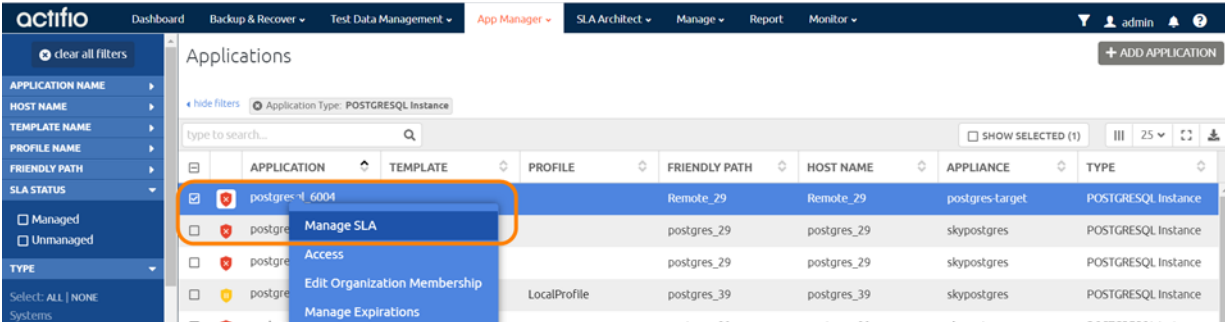 actifio Dashboard Backup & Recover Test Data Management App Manager SLA Architect Manage Report Monitor admin
clear all filters
Applications
+ ADD APPLICATION
APPLICATION NAME
HOST NAME
TEMPLATE NAME
PROFILE NAME
FRIENDLY PATH
SLA STATUS
Managed
Unmanaged
TYPE
Select: ALL | NONE
Systems
hide filters Application Type: POSTGRESQL Instance
type to search...
SHOW SELECTED (1) 25
APPLICATION TEMPLATE PROFILE FRIENDLY PATH HOST NAME APPLIANCE TYPE
postgresql_6004 Remote_29 Remote_29 postgres-target POSTGRESQL Instance
postgre postgres_29 postgres_29 skypostgres POSTGRESQL Instance
postgre postgres_29 postgres_29 skypostgres POSTGRESQL Instance
postgre LocalProfile postgres_39 postgres_39 skypostgres POSTGRESQL Instance
Manage SLA
Access
Edit Organization Membership
Manage Expirations